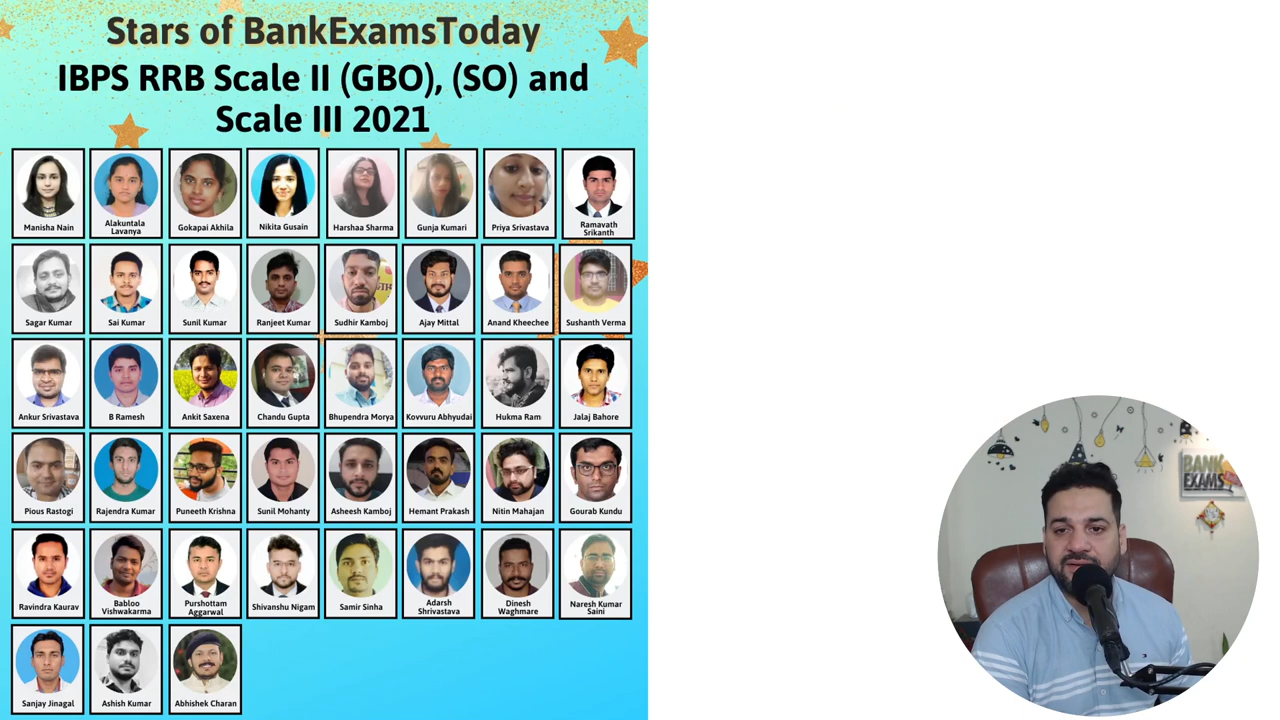 Stars of BankExamsToday
IBPS RRB Scale II (GBO), (SO) and
Scale III 2021
Manisha Nain
Alakuntala
Lavanya
Gokapai Akhila
Nikita Gusain
Harshaa Sharma
Gunja Kumari
Priya Srivastava
Ramavath
Srikanth
Sagar Kumar
Sai Kumar
Sunil Kumar
Ranjeet Kumar
Sudhir Kamboj
Ajay Mittal
Anand Kheechee
Sushanth Verma
Ankur Srivastava
B Ramesh
Ankit Saxena
Chandu Gupta
Bhupendra Morya
Kovvuru Abhyudai
Hukma Ram
Jalaj Bahore
Pious Rastogi
Rajendra Kumar
Puneeth Krishna
Sunil Mohanty
Asheesh Kamboj
Hemant Prakash
Nitin Mahajan
Gourab Kundu
Ravindra Kaurav
Babloo
Vishwakarma
Purshottam
Aggarwal
Shivanshu Nigam
Samir Sinha
Adarsh
Shrivastava
Dinesh
Waghmare
Naresh Kumar
Saini
Sanjay Jinagal
Ashish Kumar
Abhishek Charan
BANK
EXAMS